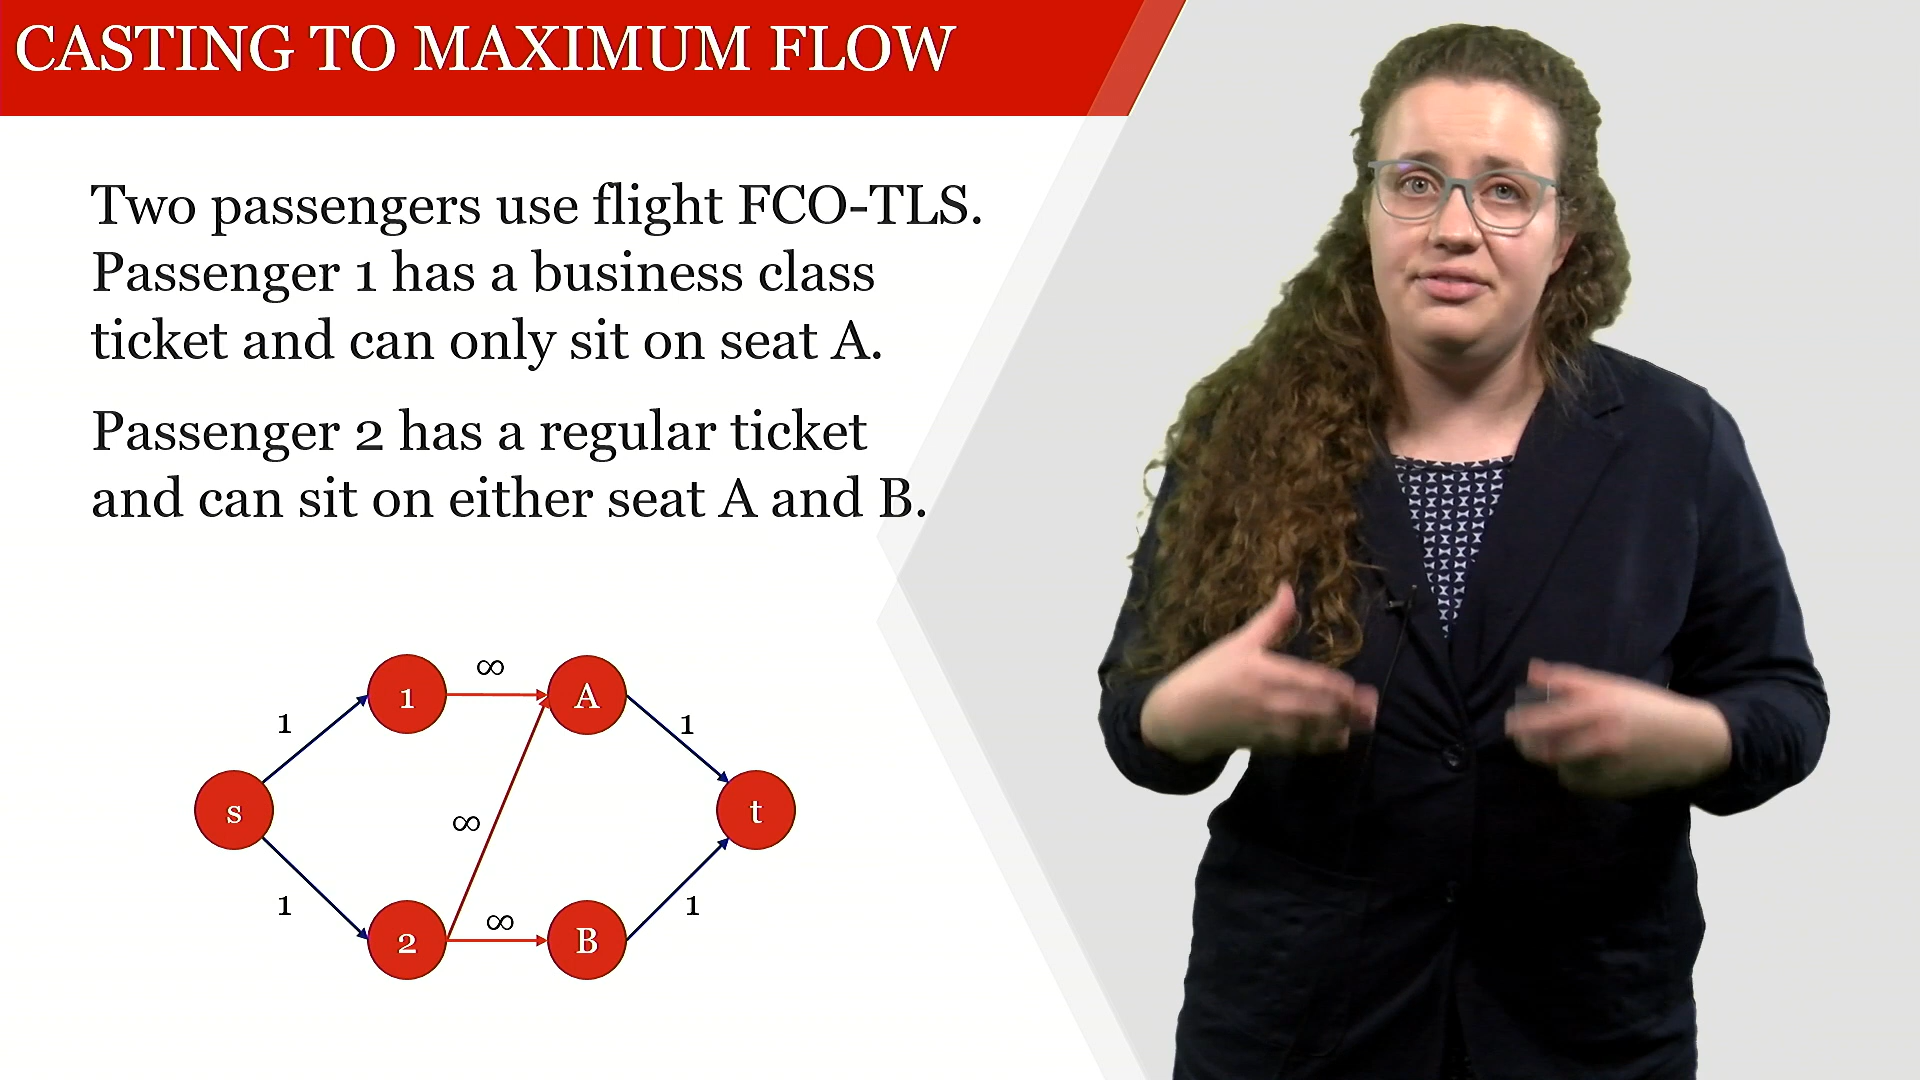 CASTING TO MAXIMUM FLOW
Two passengers use flight FCO-TLS.
Passenger 1 has a business class
ticket and can only sit on seat A.
Passenger 2 has a regular ticket
and can sit on either seat A and B.
∞
1 A
1 1
s ∞ t
1 ∞ 1
2 B